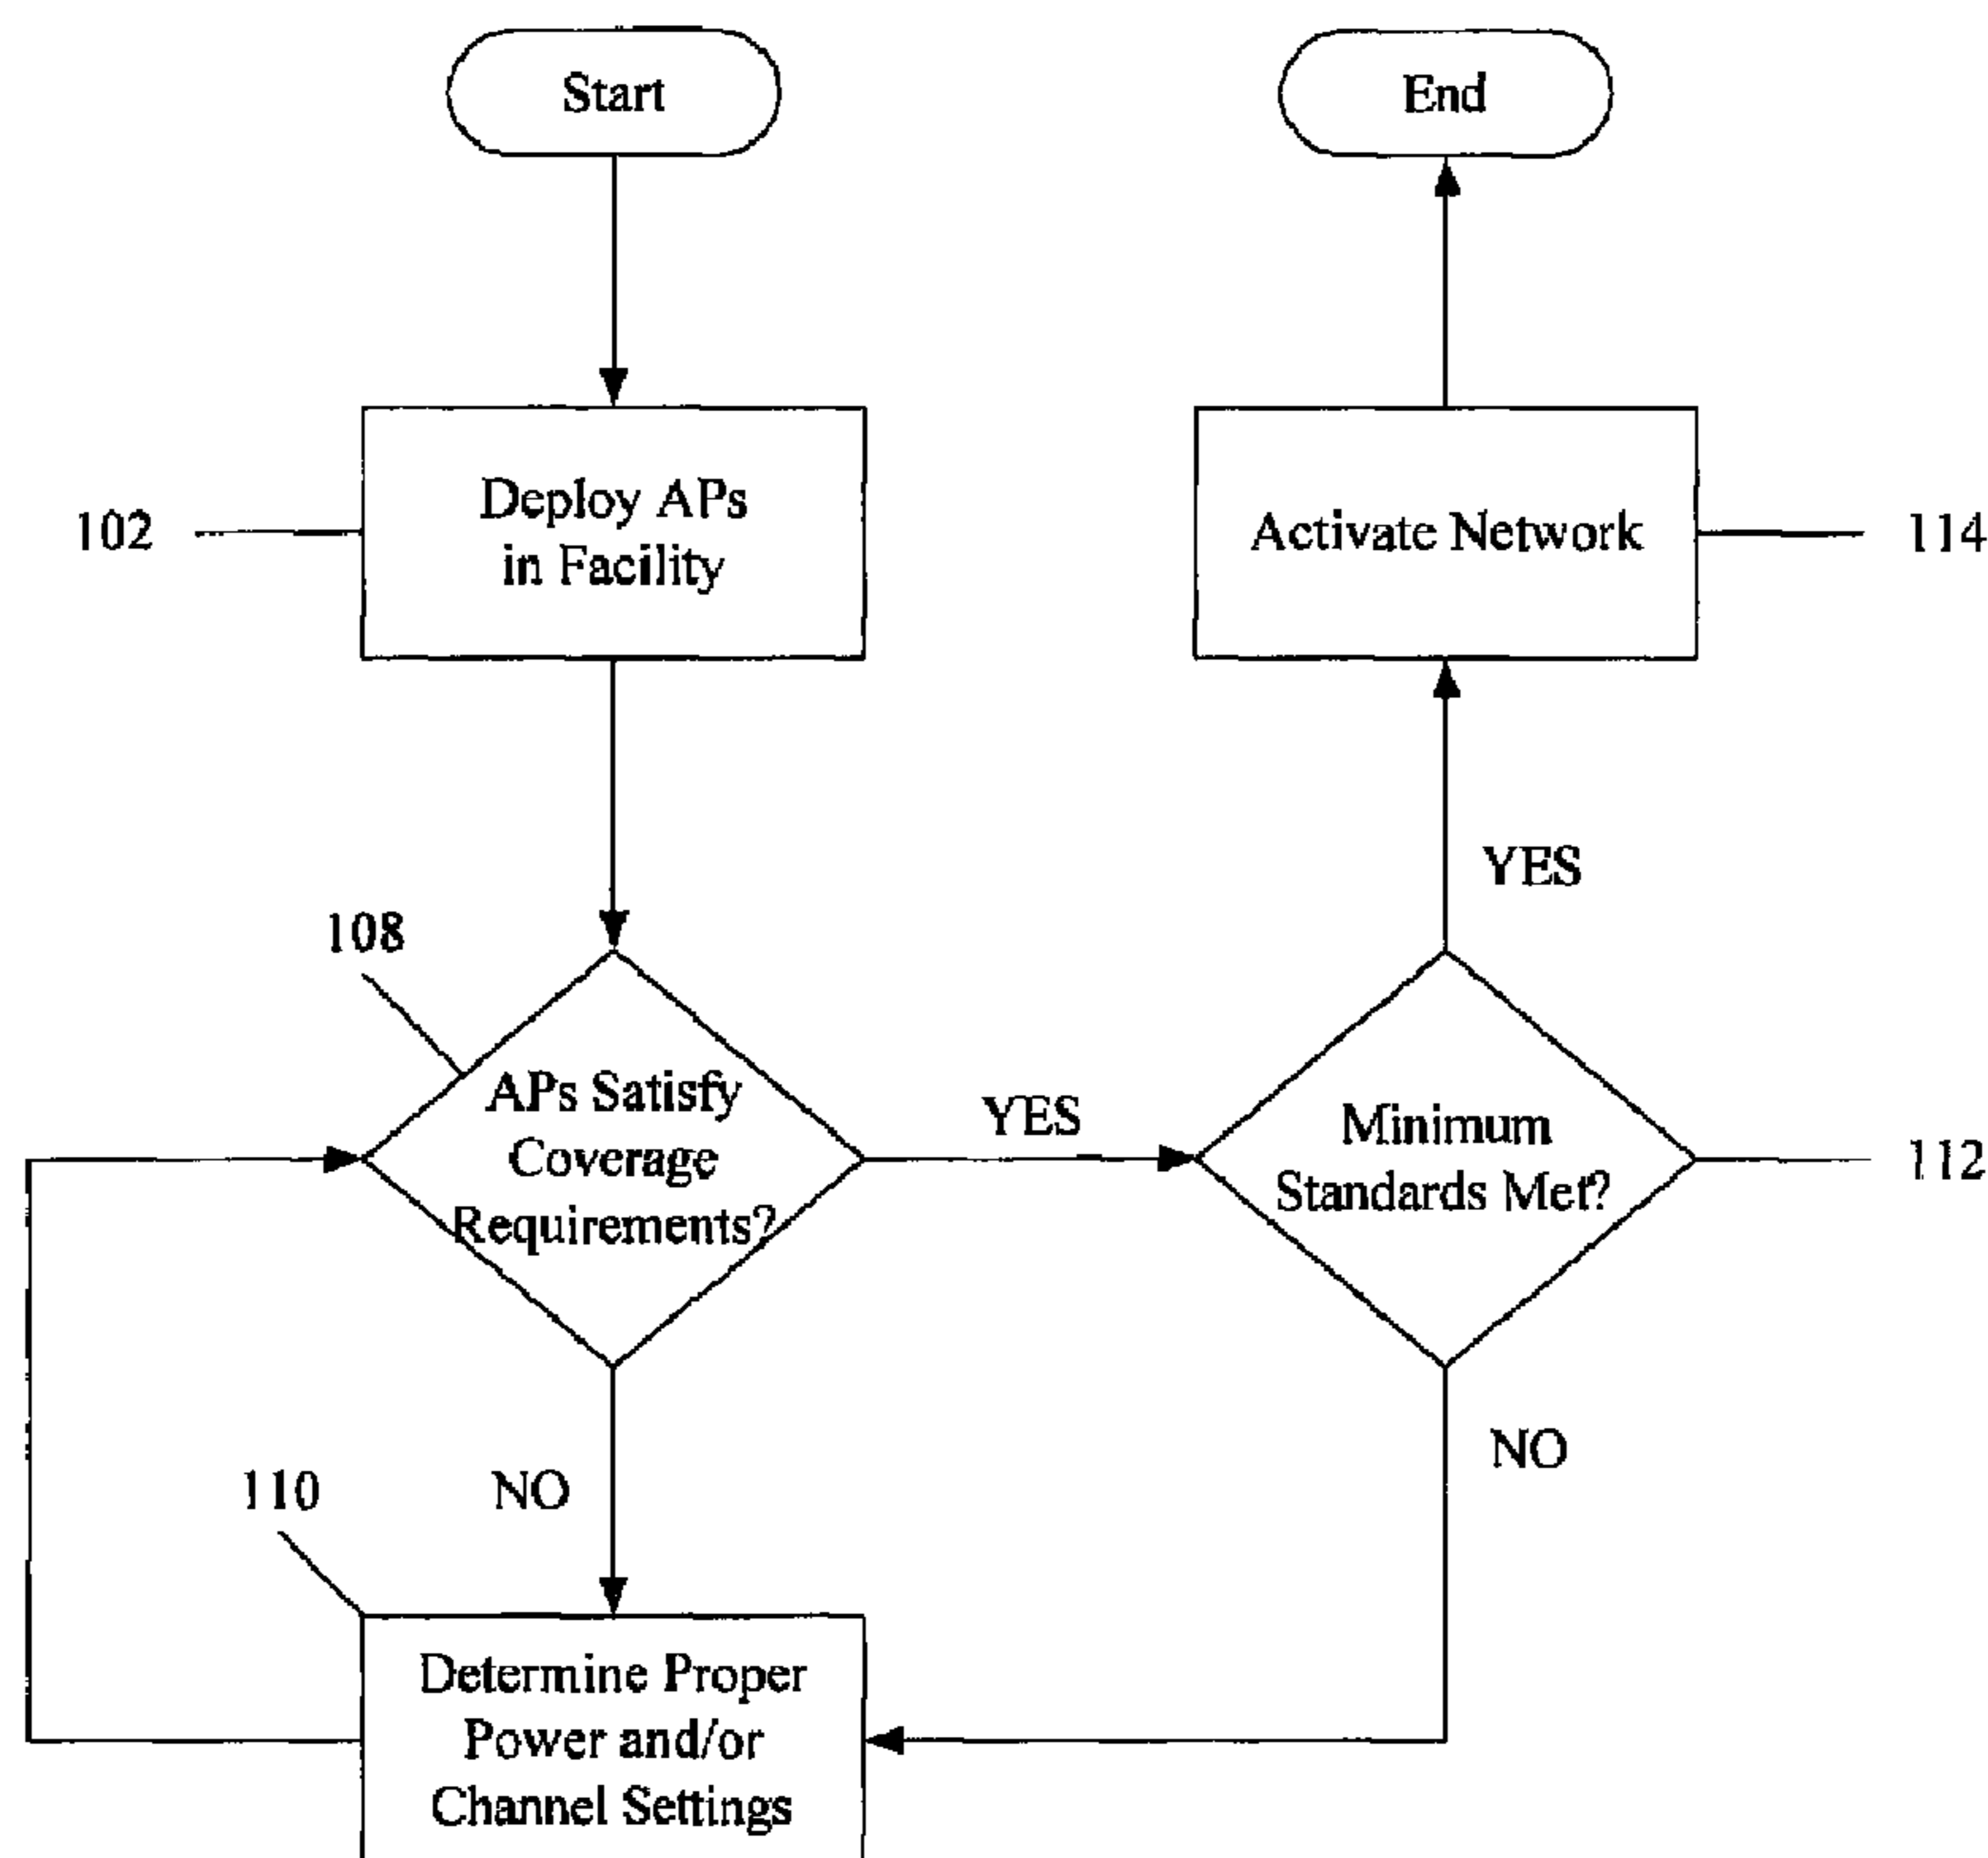 Start
End
102
Deploy APs
in Facility
Activate Network
114
YES
108
APs Satisfy
Coverage
Requirements?
YES
Minimum
Standards Met?
112
110
NO
NO
Determine Proper
Power and/or
Channel Settings